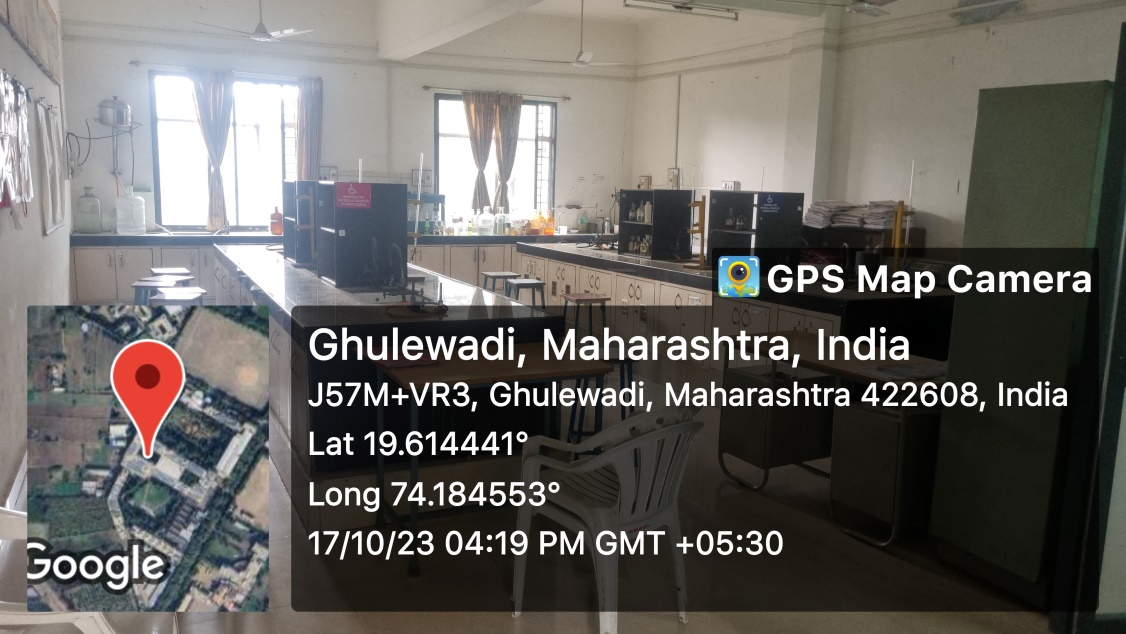 GPS Map Camera
Ghulewadi, Maharashtra, India
J57M+VR3, Ghulewadi, Maharashtra 422608, India
Lat 19.614441°
Long 74.184553°
17/10/23 04:19 PM GMT +05:30
Google